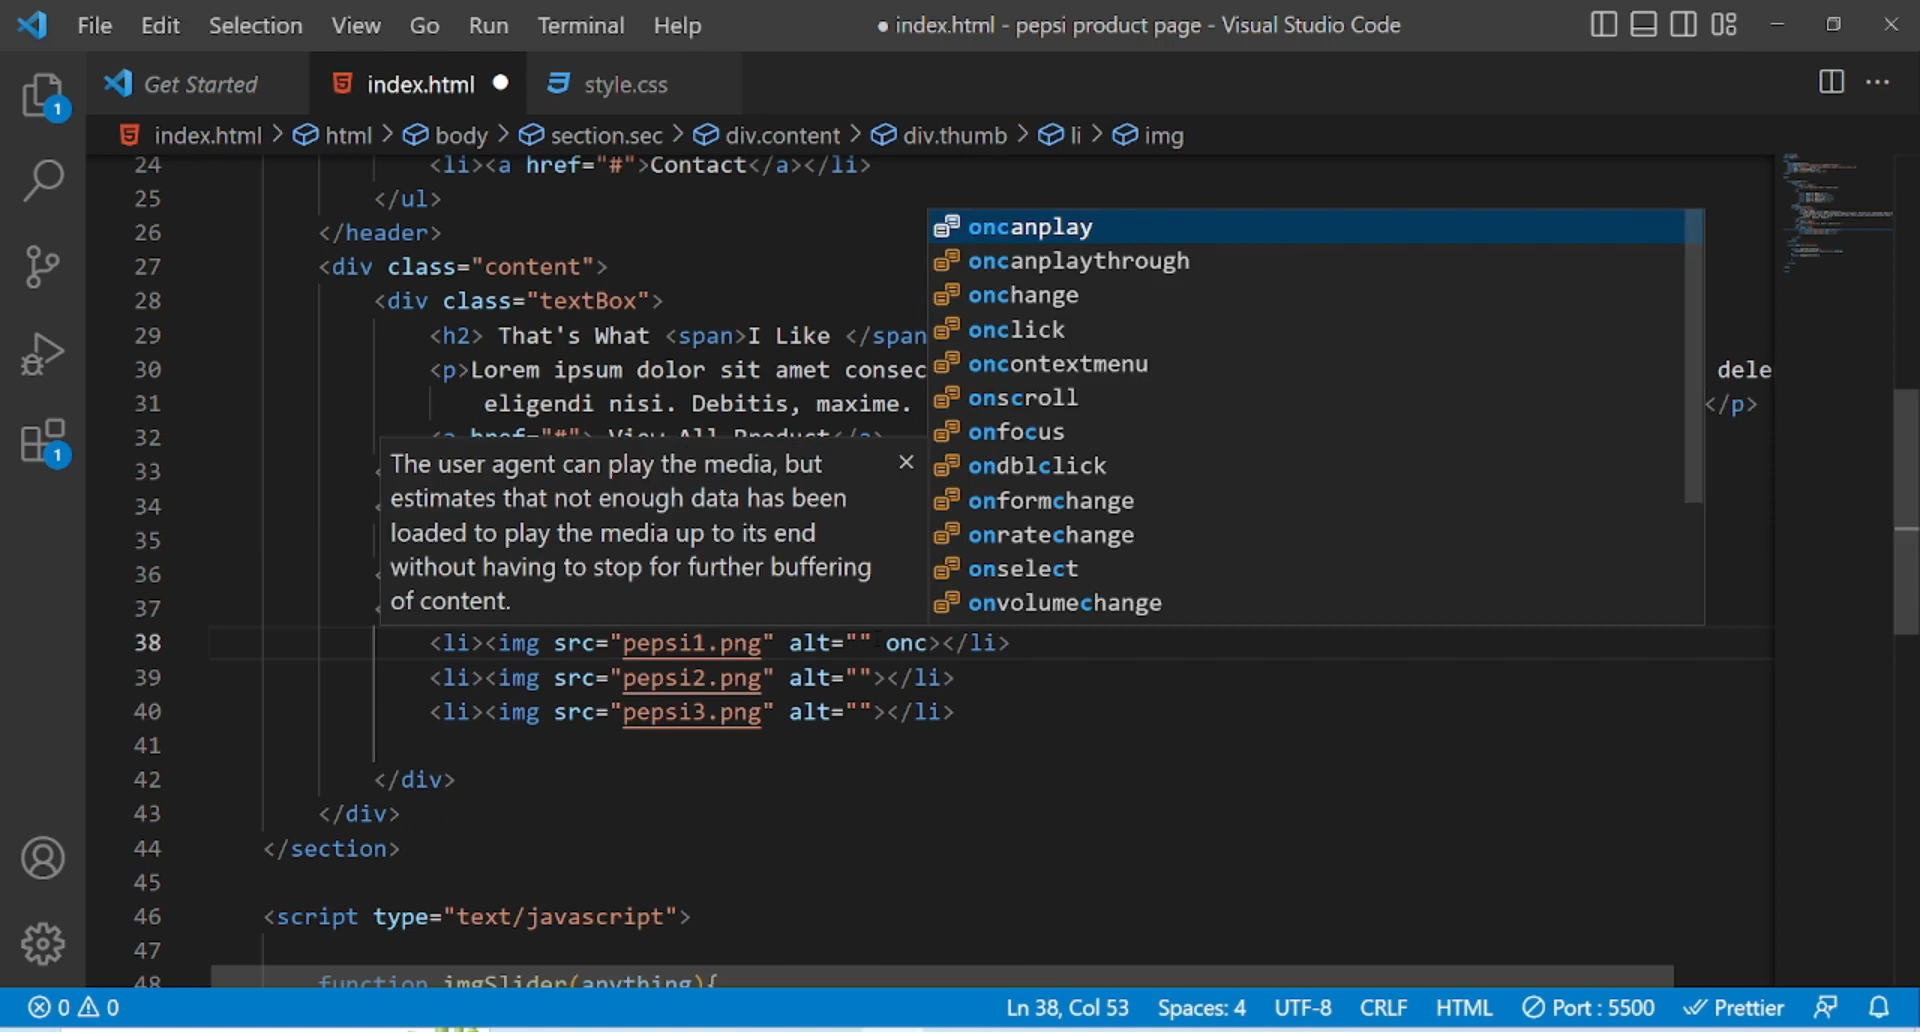 File Edit Selection View Go Run Terminal Help ● index.html - pepsi product page - Visual Studio Code
Get Started index.html style.css
index.html > html > body > section.sec > div.content > div.thumb > li > img
24 <li><a href="#">Contact</a></li>
25 </ul>
26 </header>
27 <div class="content">
28 <div class="textBox">
29 <h2> That's What <span>I Like </span
30 <p>Lorem ipsum dolor sit amet consec dele
31 eligendi nisi. Debitis, maxime. </p>
32 <a href="#"> View All Product</a>
33
34
35
36
37
38 <li><img src="pepsi1.png" alt="" onc></li>
39 <li><img src="pepsi2.png" alt=""></li>
40 <li><img src="pepsi3.png" alt=""></li>
41
42 </div>
43 </div>
44 </section>
45
46 <script type="text/javascript">
47
48 function imgSlider(anything){
oncanplay
oncanplaythrough
onchange
onclick
oncontextmenu
onscroll
onfocus
ondblclick
onformchange
onratechange
onselect
onvolumechange
The user agent can play the media, but
estimates that not enough data has been
loaded to play the media up to its end
without having to stop for further buffering
of content.
1
1
0 0 Ln 38, Col 53 Spaces: 4 UTF-8 CRLF HTML Port : 5500 Prettier